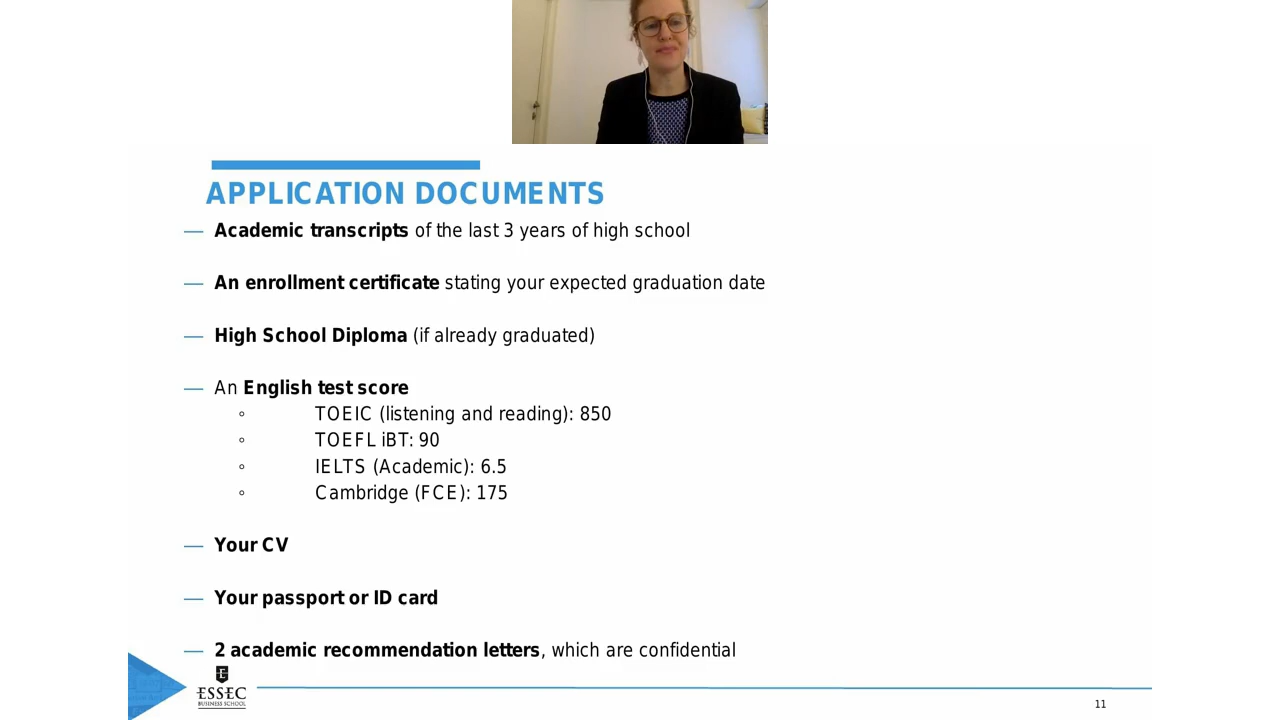 APPLICATION DOCUMENTS
— Academic transcripts of the last 3 years of high school
— An enrollment certificate stating your expected graduation date
— High School Diploma (if already graduated)
— An English test score
◦ TOEIC (listening and reading): 850
◦ TOEFL iBT: 90
◦ IELTS (Academic): 6.5
◦ Cambridge (FCE): 175
— Your CV
— Your passport or ID card
— 2 academic recommendation letters, which are confidential
ESSEC
BUSINESS SCHOOL
11